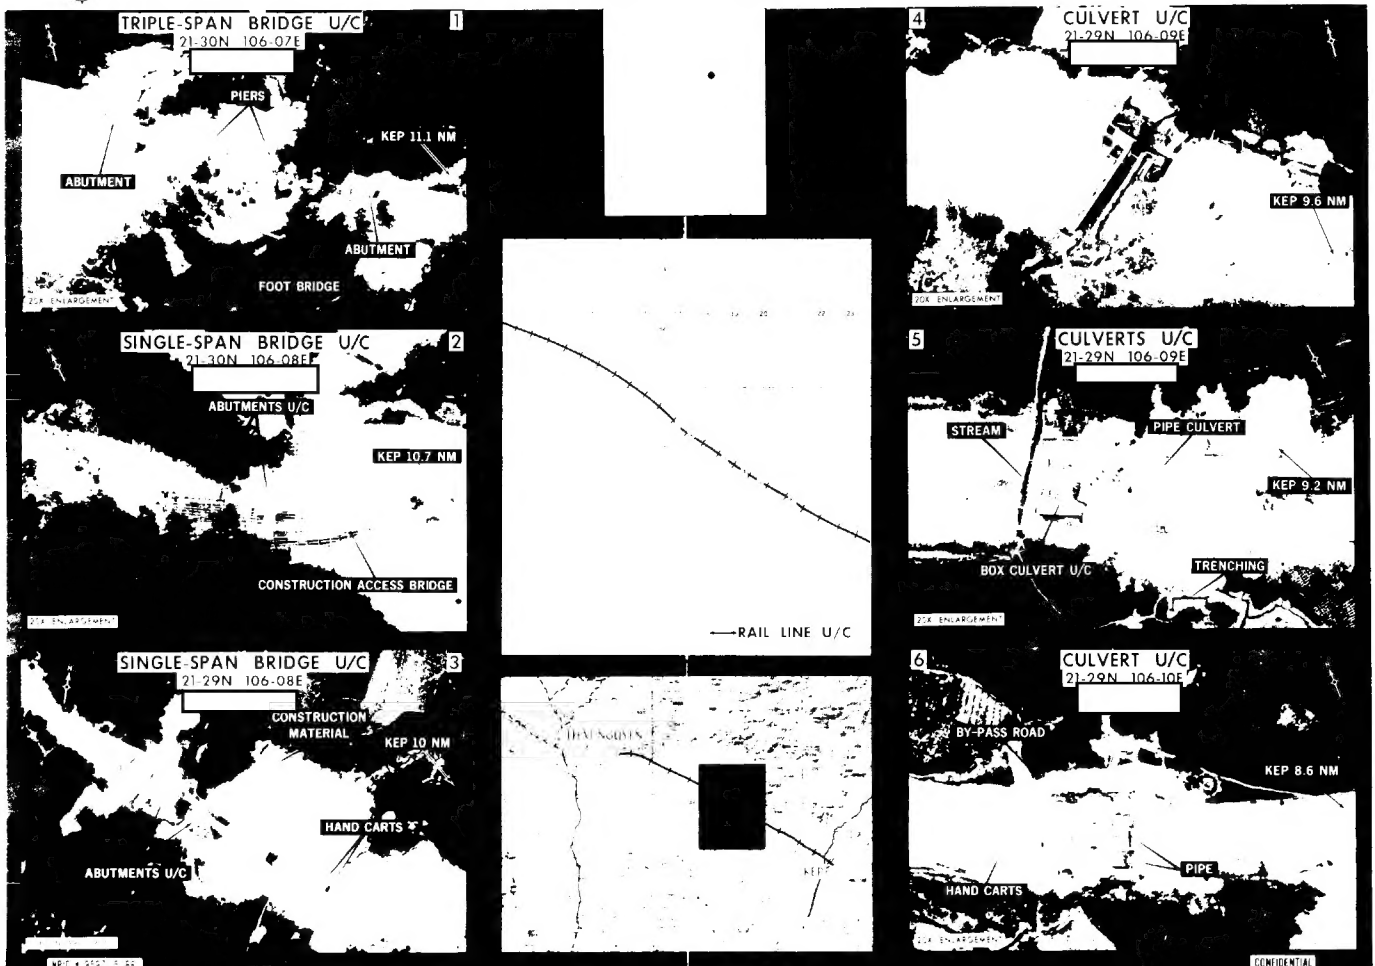 TRIPLE-SPAN BRIDGE U/C
1
21-30N 106-07E
PIERS
KEP 11.1 NM
ABUTMENT
ABUTMENT
FOOT BRIDGE
20X ENLARGEMENT
SINGLE-SPAN BRIDGE U/C
2
21-30N 106-08E
ABUTMENTS U/C
KEP 10.7 NM
CONSTRUCTION ACCESS BRIDGE
20X ENLARGEMENT
SINGLE-SPAN BRIDGE U/C
3
21-29N 106-08E
CONSTRUCTION
MATERIAL
KEP 10 NM
HAND CARTS
ABUTMENTS U/C
RAIL LINE U/C
THAI NGUYEN
KEP
4
CULVERT U/C
21-29N 106-09E
KEP 9.6 NM
20X ENLARGEMENT
5
CULVERTS U/C
21-29N 106-09E
STREAM
PIPE CULVERT
KEP 9.2 NM
BOX CULVERT U/C
TRENCHING
20X ENLARGEMENT
6
CULVERT U/C
21-29N 106-10E
BY-PASS ROAD
KEP 8.6 NM
PIPE
HAND CARTS
20X ENLARGEMENT
CONFIDENTIAL